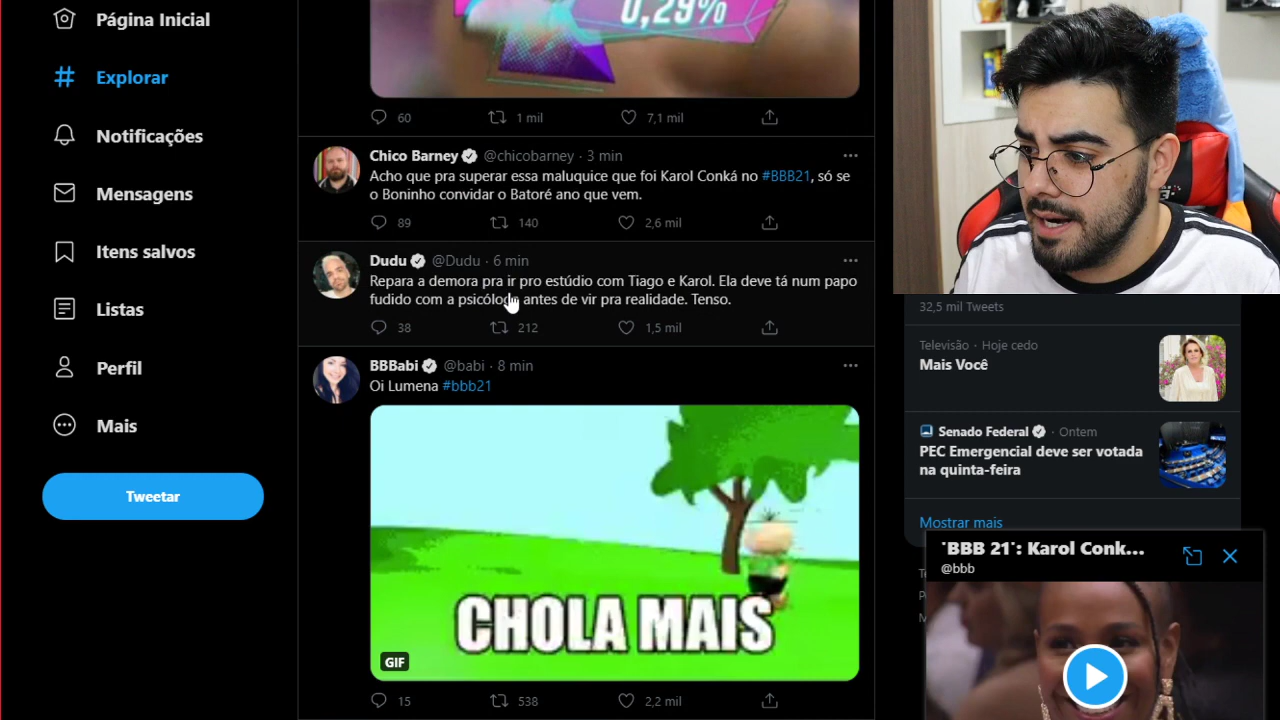 Página Inicial
Explorar
Notificações
Mensagens
Itens salvos
Listas
Perfil
Mais
Tweetar
0,29%
60 1 mil 7,1 mil
Chico Barney @chicobarney · 3 min
Acho que pra superar essa maluquice que foi Karol Conká no #BBB21, só se
o Boninho convidar o Batoré ano que vem.
89 140 2,6 mil
Dudu @Dudu · 6 min
Repara a demora pra ir pro estúdio com Tiago e Karol. Ela deve tá num papo
fudido com a antes de vir pra realidade. Tenso.
38 212 1,5 mil
BBBabi @babi · 8 min
Oi Lumena #bbb21
CHOLA MAIS
GIF
15 538 2,2 mil
32,5 mil Tweets
Televisão · Hoje cedo
Mais Você
Senado Federal · Ontem
PEC Emergencial deve ser votada
na quinta-feira
Mostrar mais
'BBB 21': Karol Conk...
@bbb